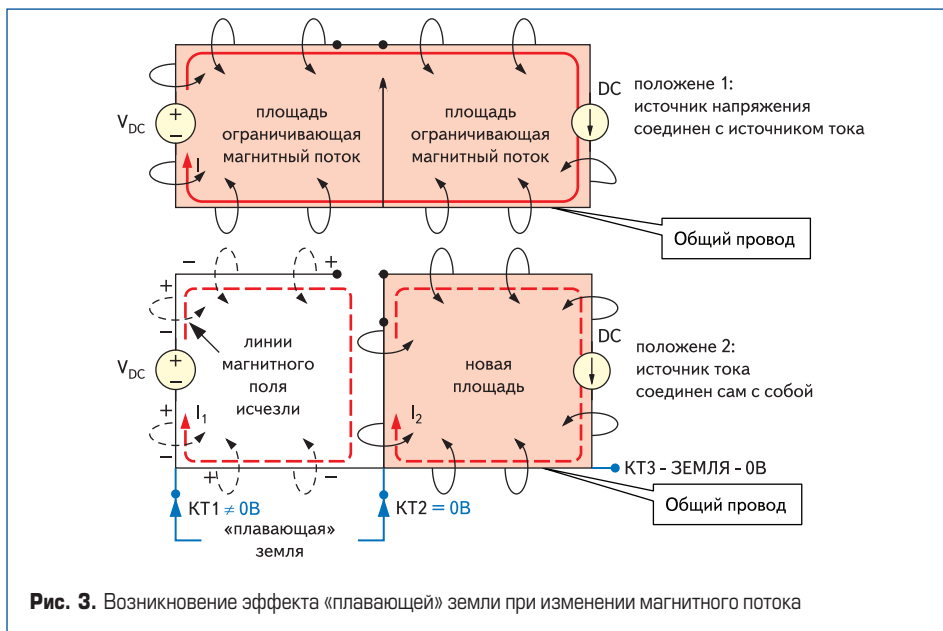 площадь
ограничивающая
магнитный поток
площадь
ограничивающая
магнитный поток
V_DC
+
−
I
DC
положене 1:
источник напряжения
соединен с источником тока
Общий провод
−
+
+
−
линии
магнитного
поля
исчезли
V_DC
+
−
+
−
I₁
+
−
новая
площадь
I₂
DC
положене 2:
источник тока
соединен сам с собой
КТ3 - ЗЕМЛЯ - 0В
КТ1 ≠ 0В
КТ2 = 0В
«плавающая»
земля
Общий провод
Рис. 3. Возникновение эффекта «плавающей» земли при изменении магнитного потока